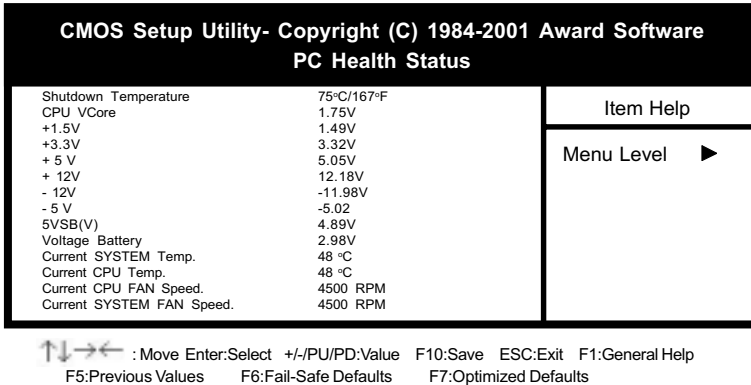 CMOS Setup Utility- Copyright (C) 1984-2001 Award Software
PC Health Status
Shutdown Temperature 75°C/167°F
CPU VCore 1.75V
+1.5V 1.49V
+3.3V 3.32V
+ 5 V 5.05V
+ 12V 12.18V
- 12V -11.98V
- 5 V -5.02
5VSB(V) 4.89V
Voltage Battery 2.98V
Current SYSTEM Temp. 48 °C
Current CPU Temp. 48 °C
Current CPU FAN Speed. 4500 RPM
Current SYSTEM FAN Speed. 4500 RPM
Item Help
Menu Level ►
↑↓→← : Move Enter:Select +/-/PU/PD:Value F10:Save ESC:Exit F1:General Help
F5:Previous Values F6:Fail-Safe Defaults F7:Optimized Defaults